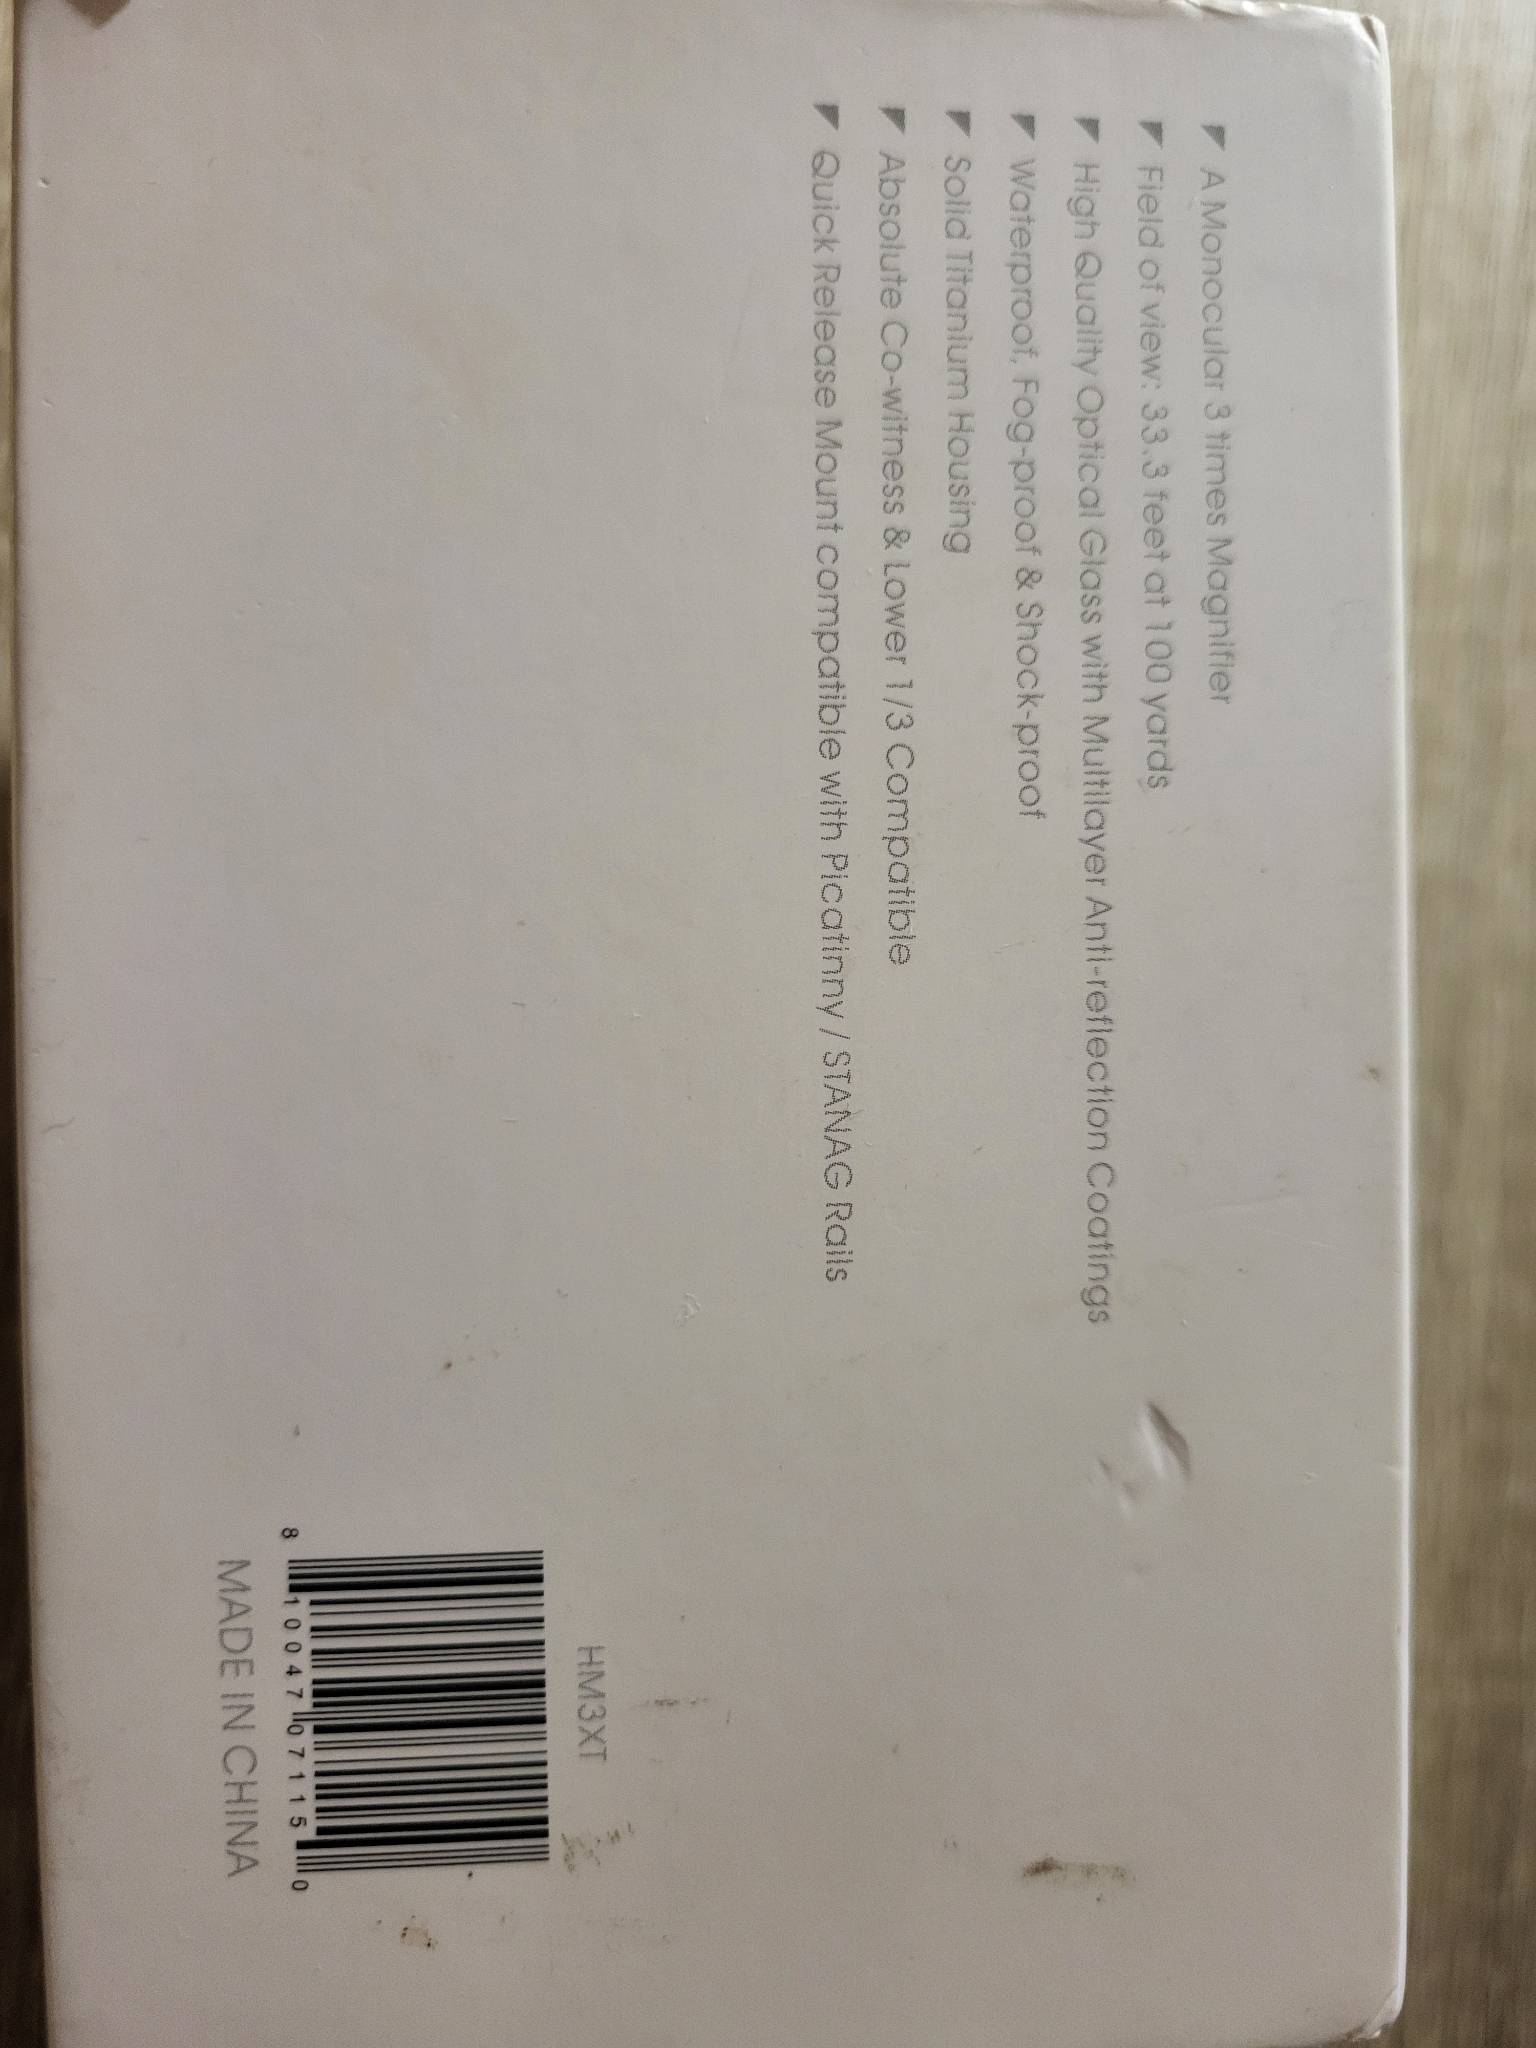 A Monocular 3 times Magnifier
Field of view: 33.3 feet at 100 yards
High Quality Optical Glass with Multilayer Anti-reflection Coatings
Waterproof, Fog-proof & Shock-proof
Solid Titanium Housing
Absolute Co-witness & Lower 1/3 Compatible
Quick Release Mount compatible with Picatinny / STANAG Rails
HM3XT
8 10047 07115 0
MADE IN CHINA